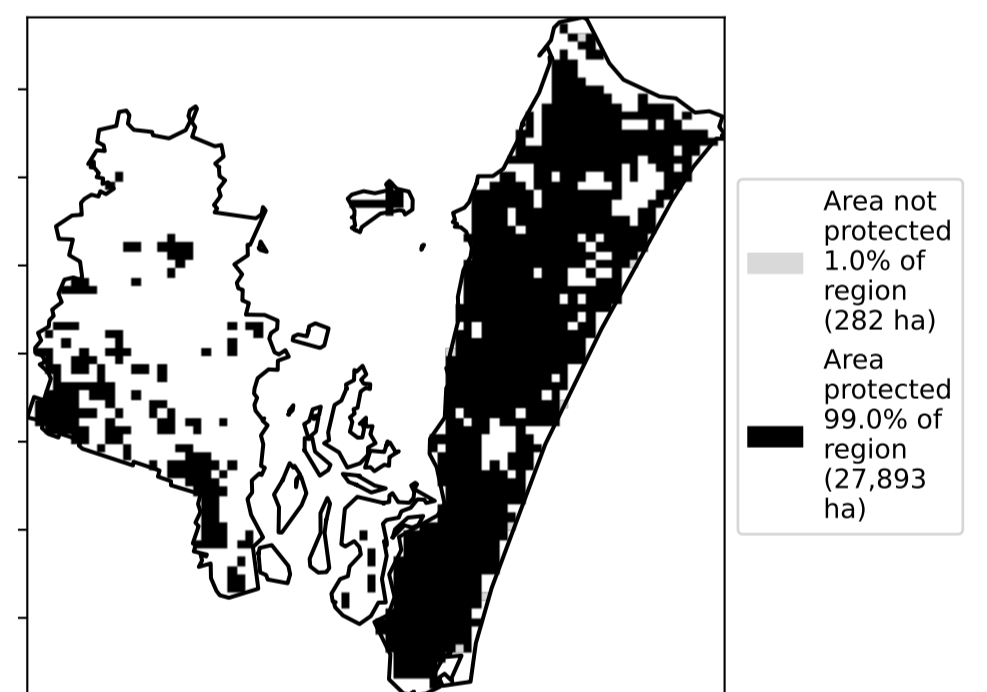 Area not
protected
1.0% of
region
(282 ha)
Area
protected
99.0% of
region
(27,893
ha)